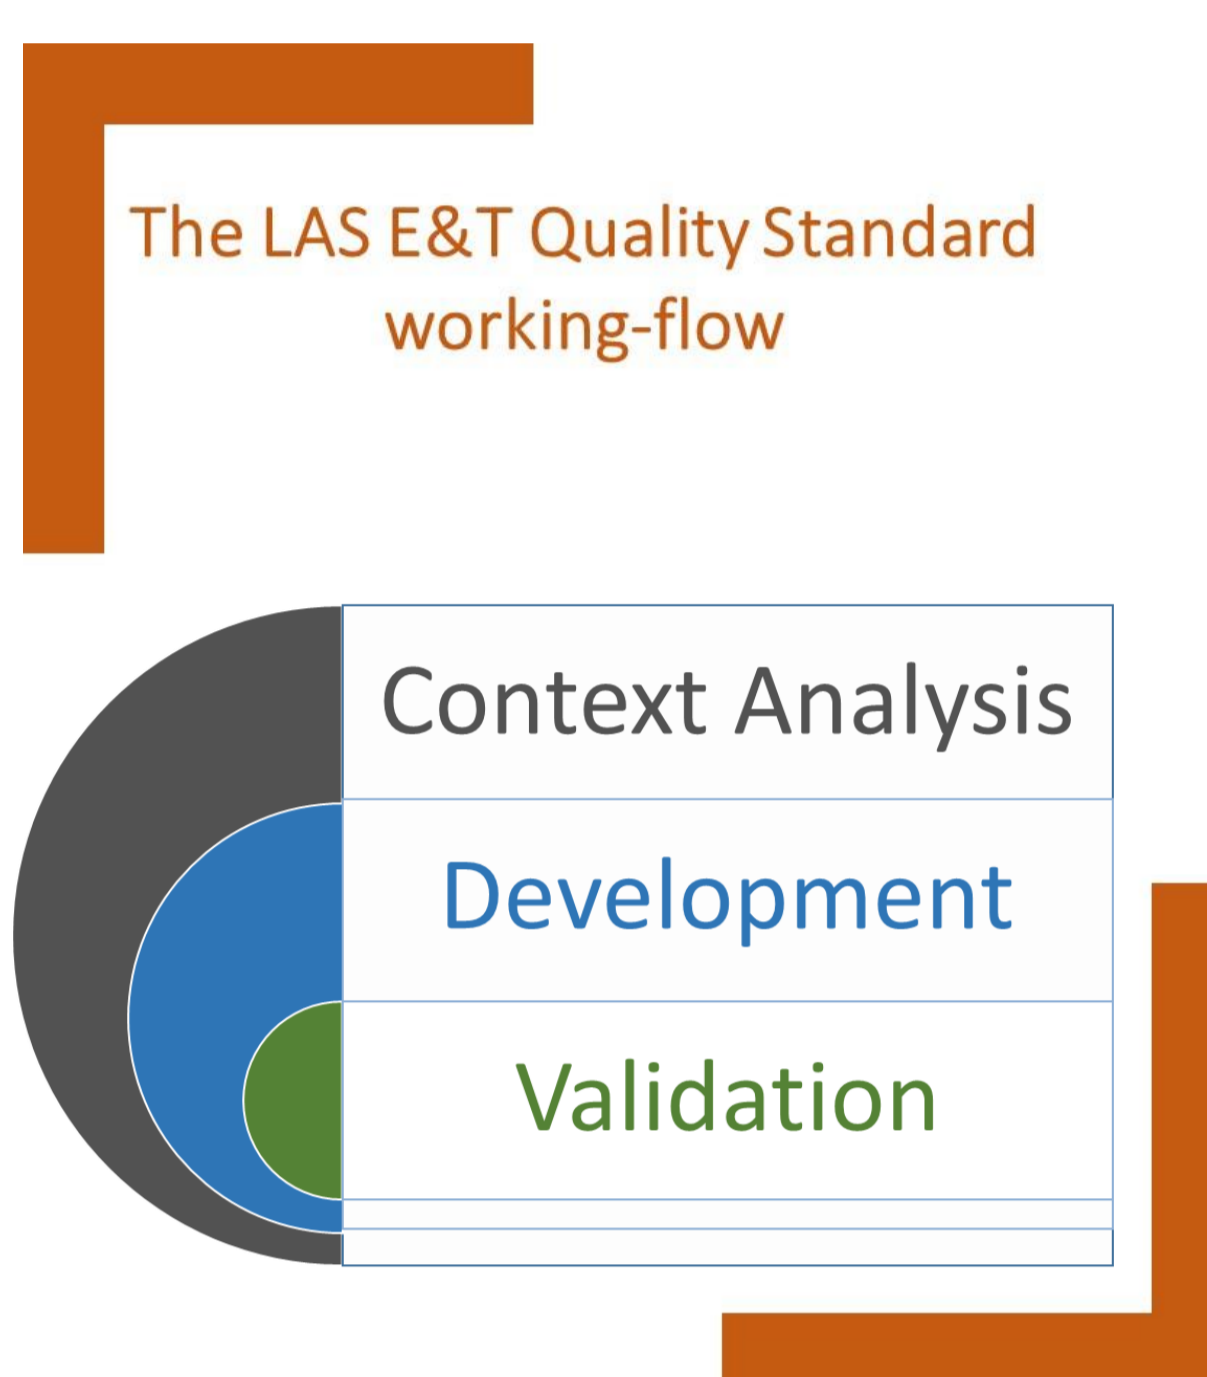 The LAS E&T Quality Standard
working-flow
Context Analysis
Development
Validation